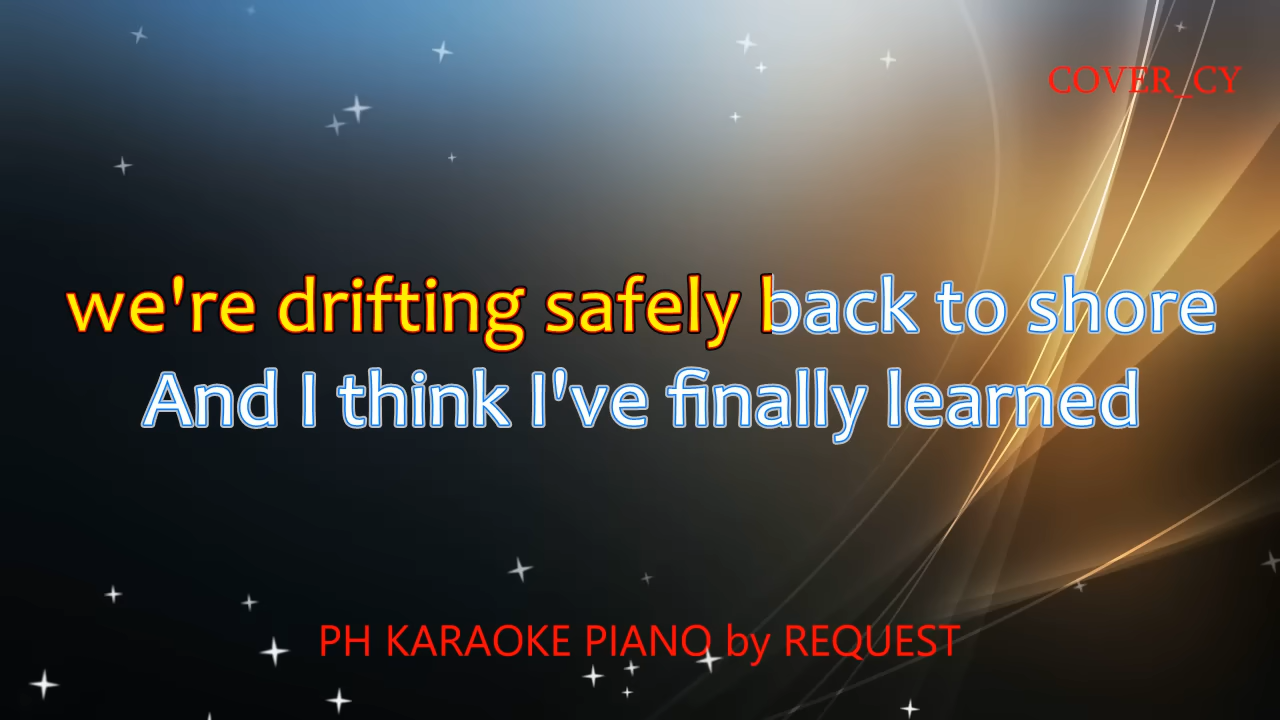 COVER_CY
we're drifting safely back to shore
And I think I've finally learned
PH KARAOKE PIANO by REQUEST